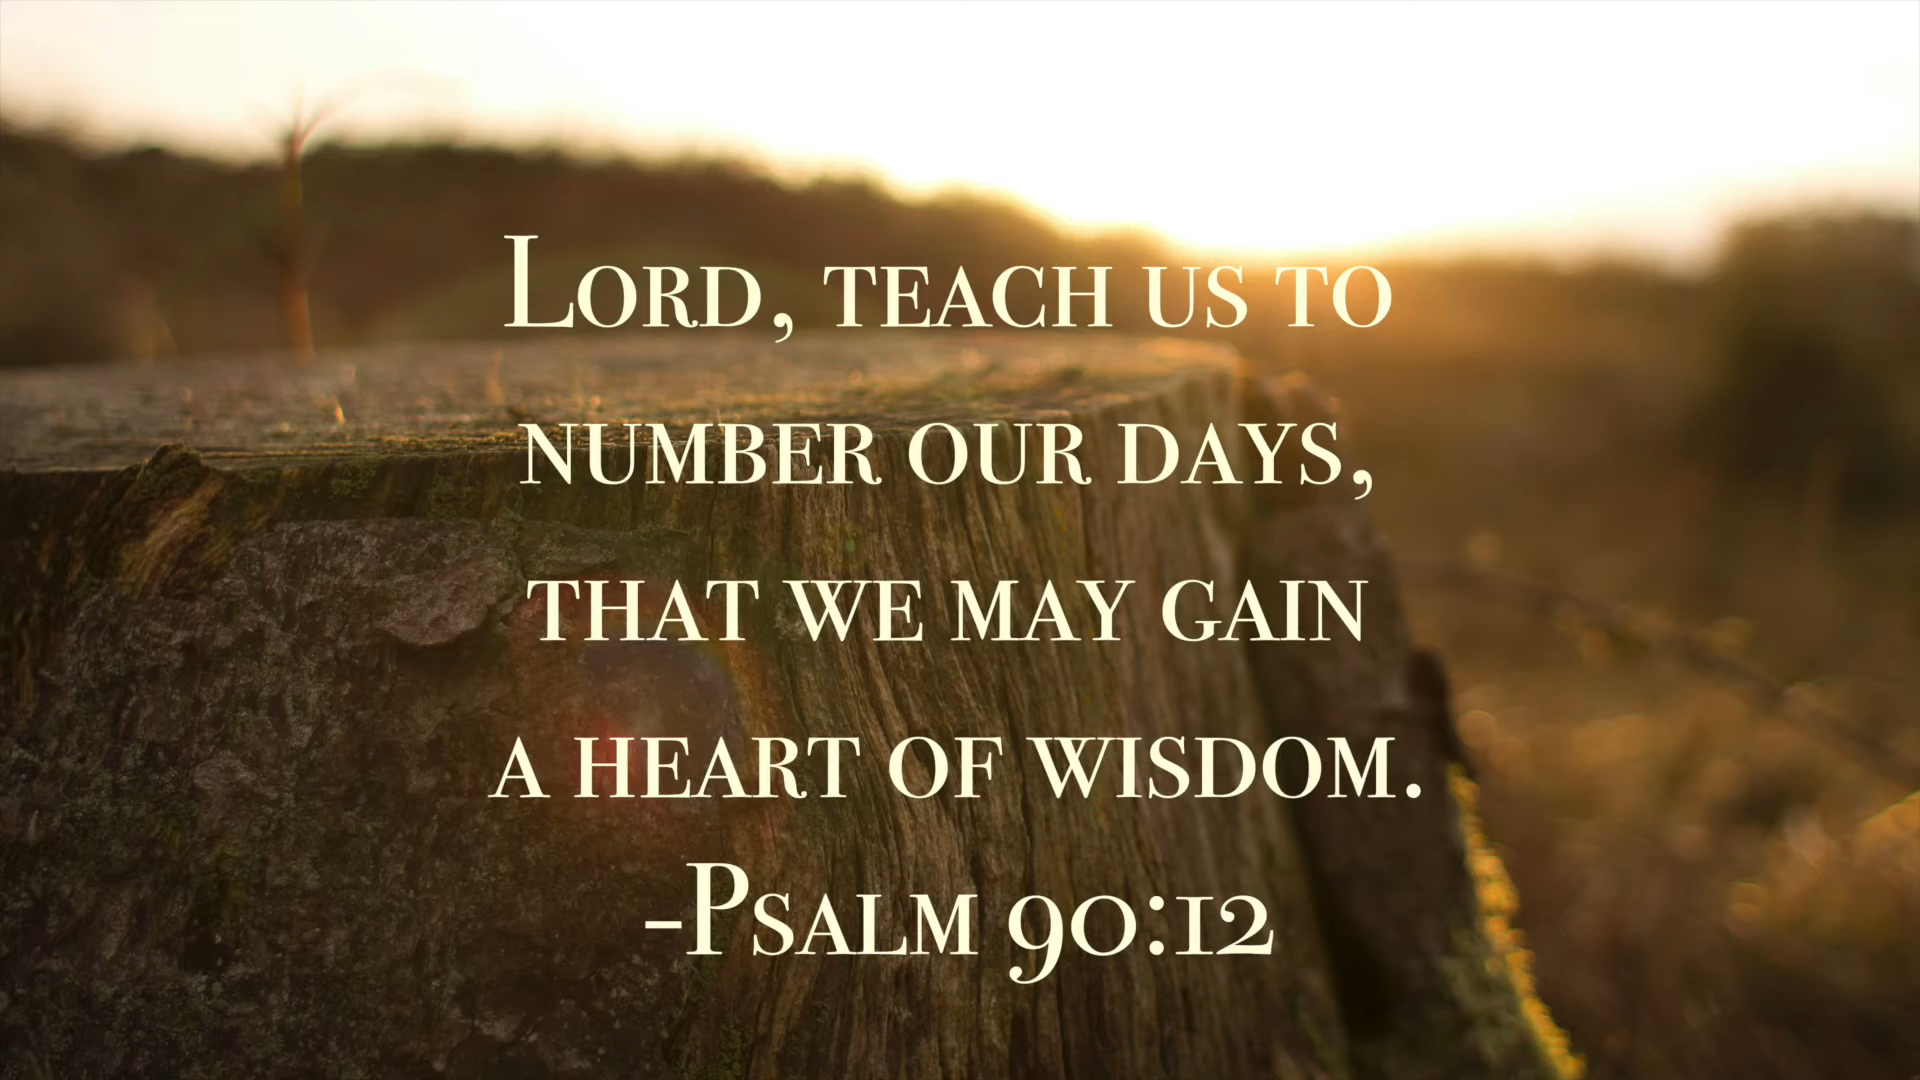 Lord, teach us to
number our days,
that we may gain
a heart of wisdom.
-Psalm 90:12